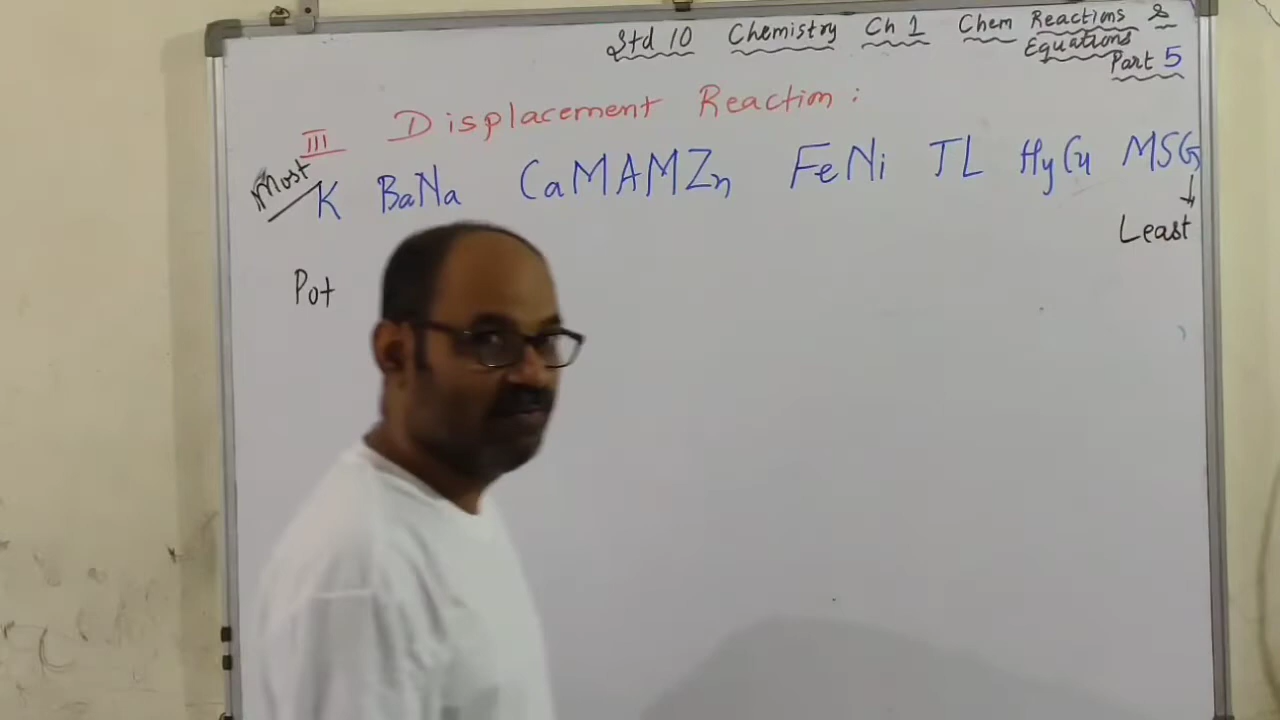 Std 10 Chemistry Ch 1 Chem Reactions &
Equations
Part 5
III Displacement Reaction :
Most
K BaNa CaMAMZn FeNi TL HyCu MSG
Least
Pot